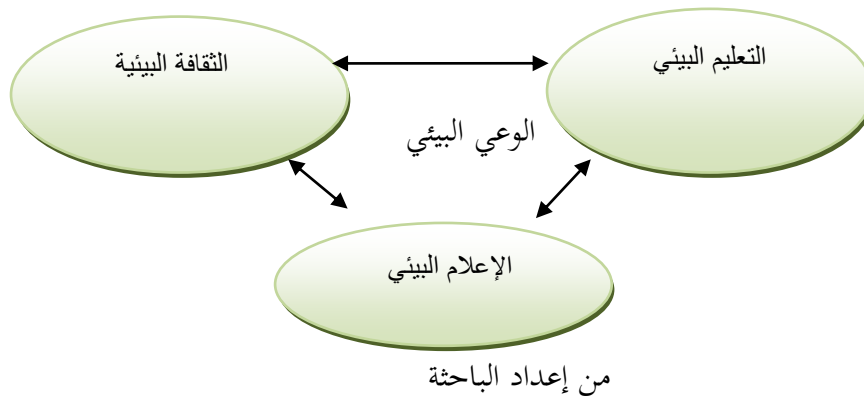 التعليم البيئي
الثقافة البيئية
الوعي البيئي
الإعلام البيئي
من إعداد الباحثة